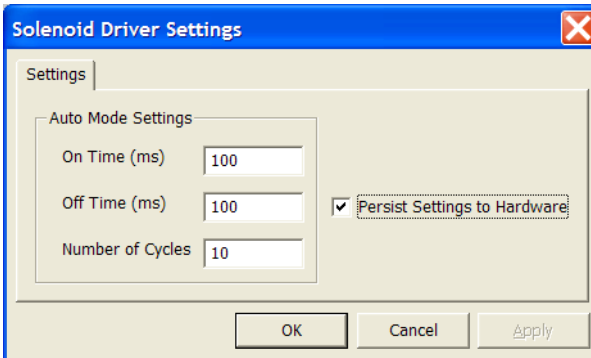 Solenoid Driver Settings
Settings
Auto Mode Settings
On Time (ms) 100
Off Time (ms) 100
Persist Settings to Hardware
Number of Cycles 10
OK Cancel Apply